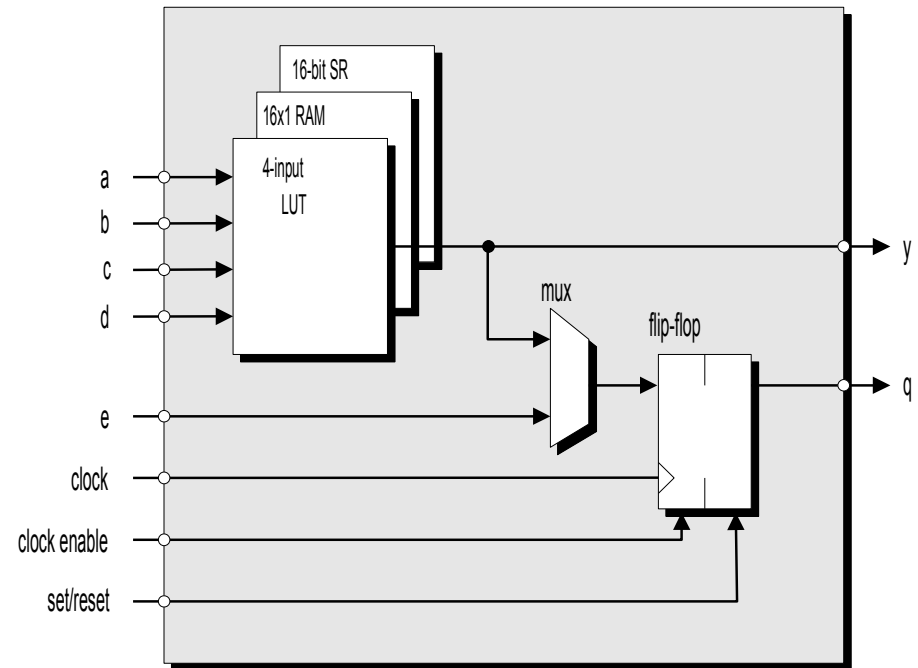 16-bit SR
16x1 RAM
4-input
LUT
a
b
c
d
y
mux
flip-flop
q
e
clock
clock enable
set/reset